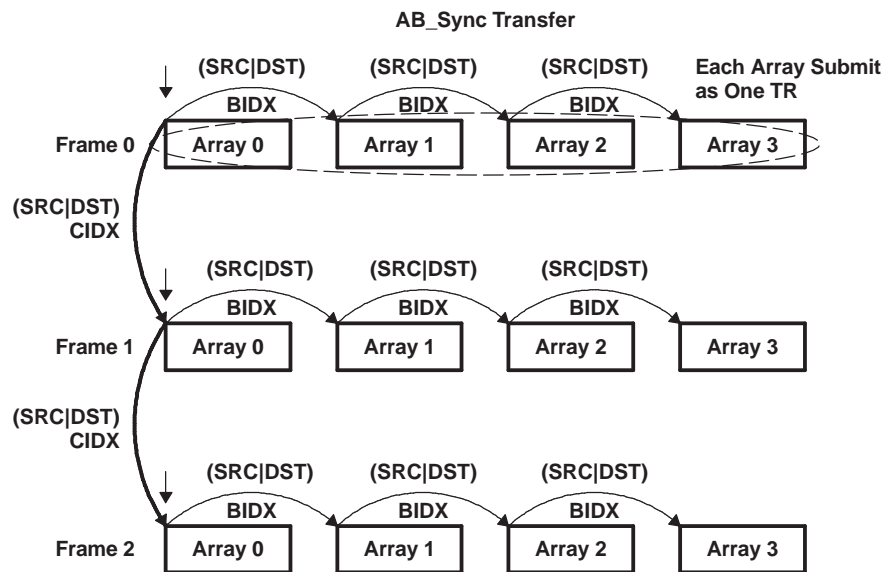 AB_Sync Transfer
(SRC|DST) (SRC|DST) (SRC|DST) Each Array Submit
as One TR
BIDX BIDX BIDX
Frame 0 Array 0 Array 1 Array 2 Array 3
(SRC|DST)
CIDX
(SRC|DST) (SRC|DST) (SRC|DST)
BIDX BIDX BIDX
Frame 1 Array 0 Array 1 Array 2 Array 3
(SRC|DST)
CIDX
(SRC|DST) (SRC|DST) (SRC|DST)
BIDX BIDX BIDX
Frame 2 Array 0 Array 1 Array 2 Array 3